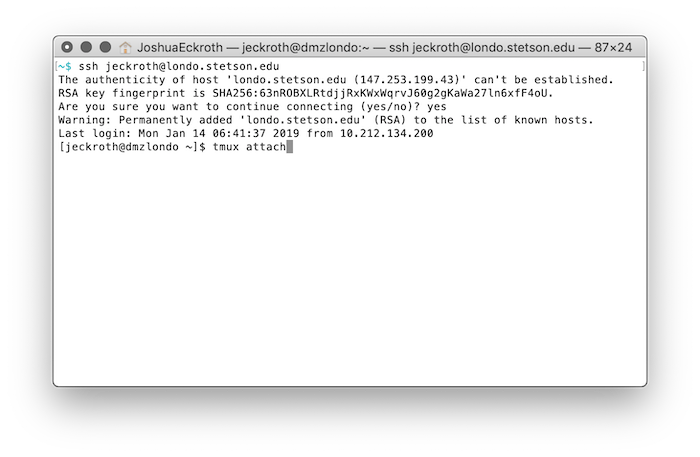 JoshuaEckroth — jeckroth@dmzlondo:~ — ssh jeckroth@londo.stetson.edu — 87×24
[~$ ssh jeckroth@londo.stetson.edu ]
The authenticity of host 'londo.stetson.edu (147.253.199.43)' can't be established.
RSA key fingerprint is SHA256:63nROBXLRtdjjRxKWxWqrvJ60g2gKaWa27ln6xfF4oU.
Are you sure you want to continue connecting (yes/no)? yes
Warning: Permanently added 'londo.stetson.edu' (RSA) to the list of known hosts.
Last login: Mon Jan 14 06:41:37 2019 from 10.212.134.200
[jeckroth@dmzlondo ~]$ tmux attach